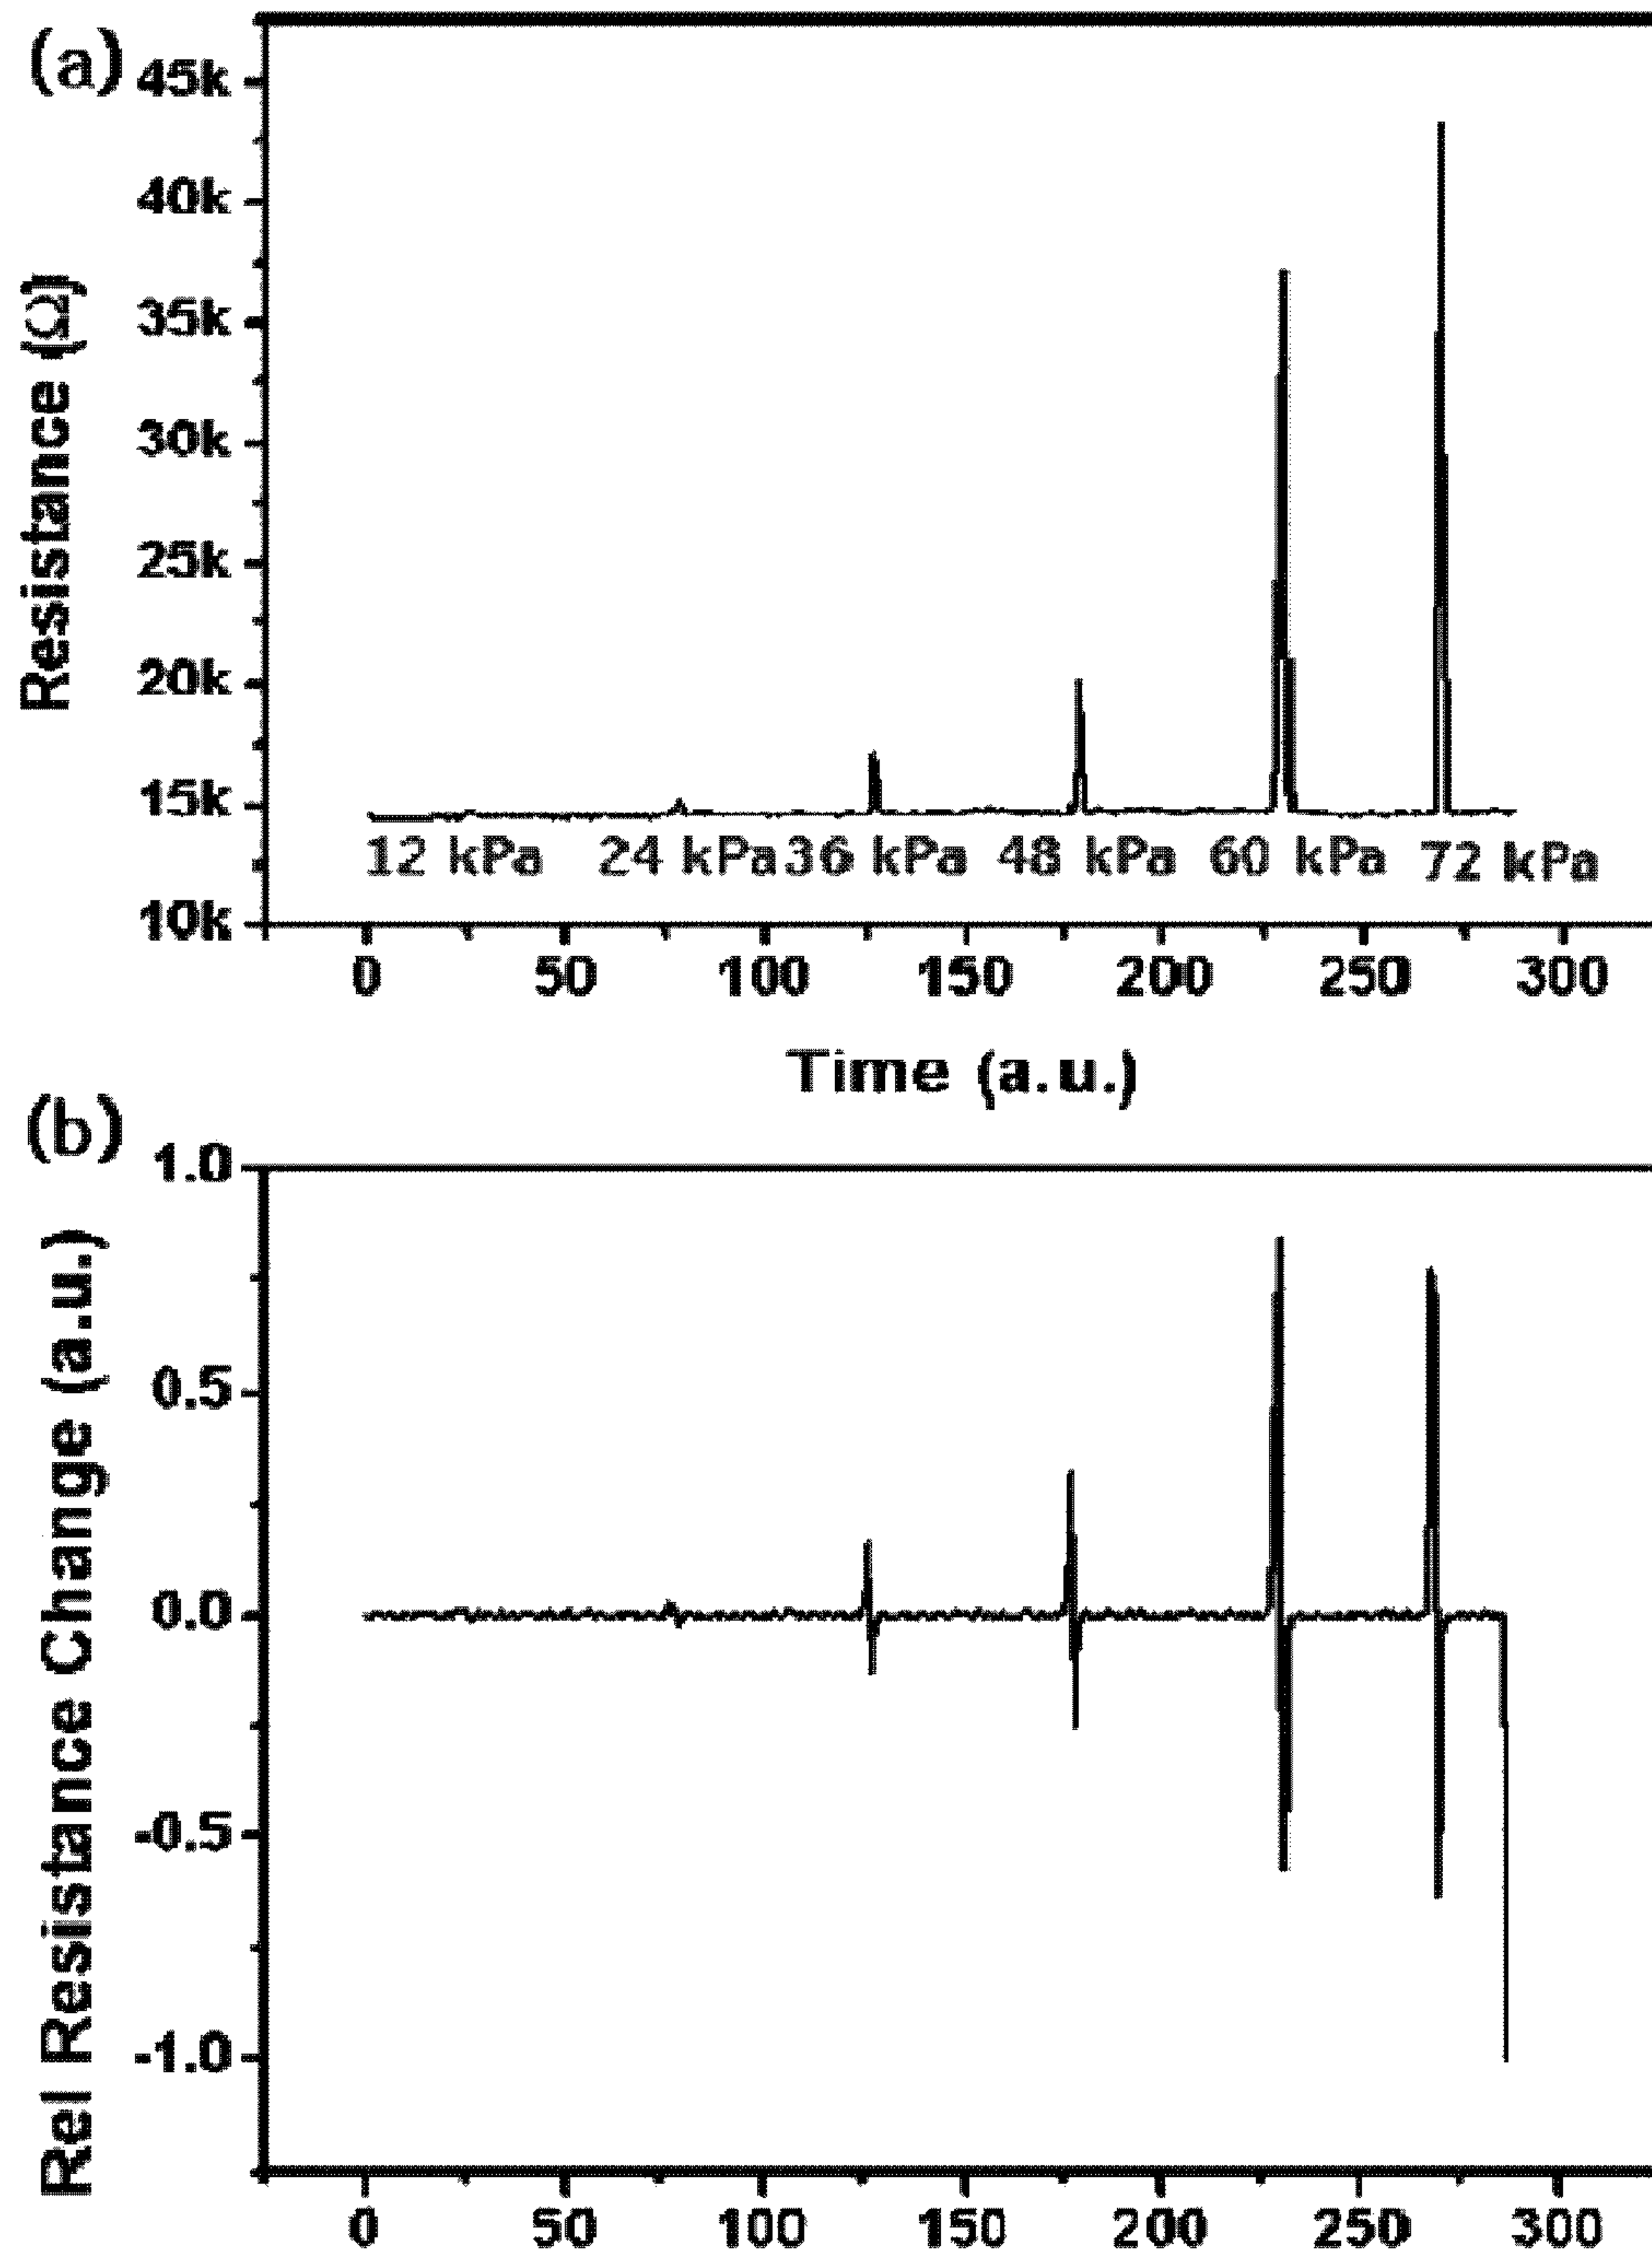 (a)
45k
40k
35k
30k
25k
20k
15k
10k
Resistance (Ω)
12 kPa 24 kPa 36 kPa 48 kPa 60 kPa 72 kPa
0 50 100 150 200 250 300
Time (a.u.)
(b)
1.0
0.5
0.0
-0.5
-1.0
Rel Resistance Change (a.u.)
0 50 100 150 200 250 300